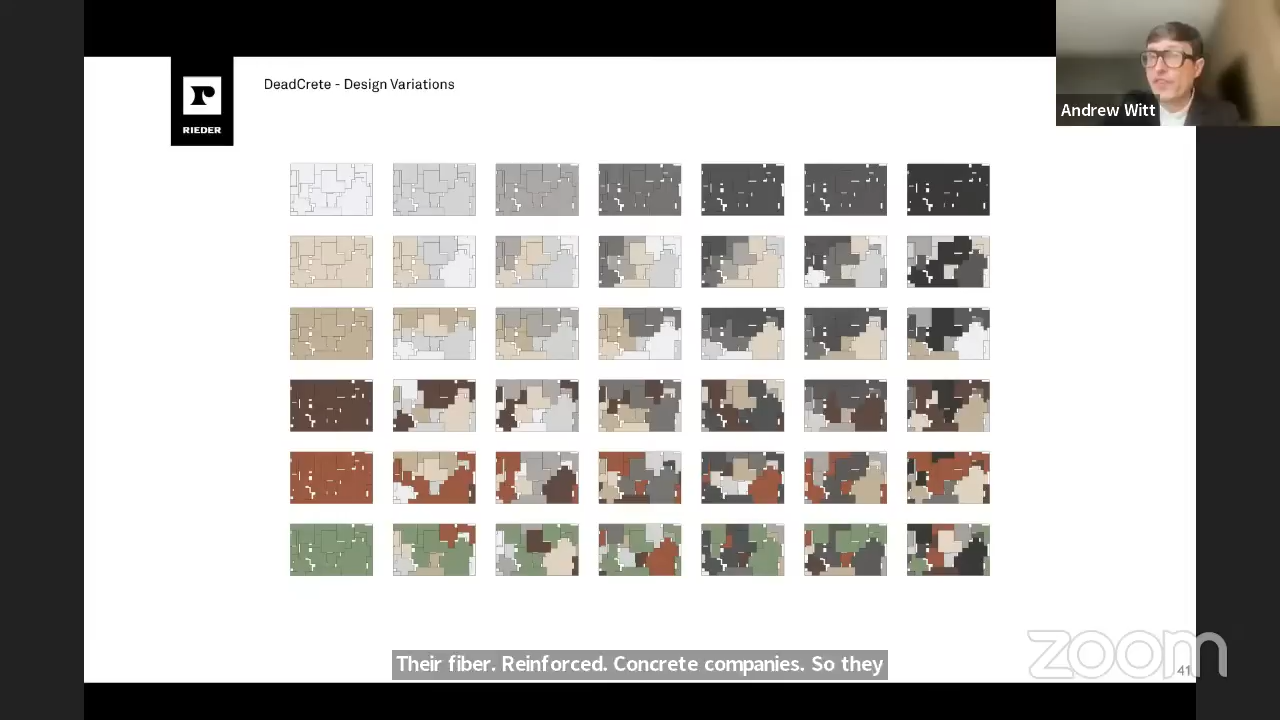 DeadCrete - Design Variations
RIEDER
Andrew Witt
Their fiber. Reinforced. Concrete companies. So they
zoom
41